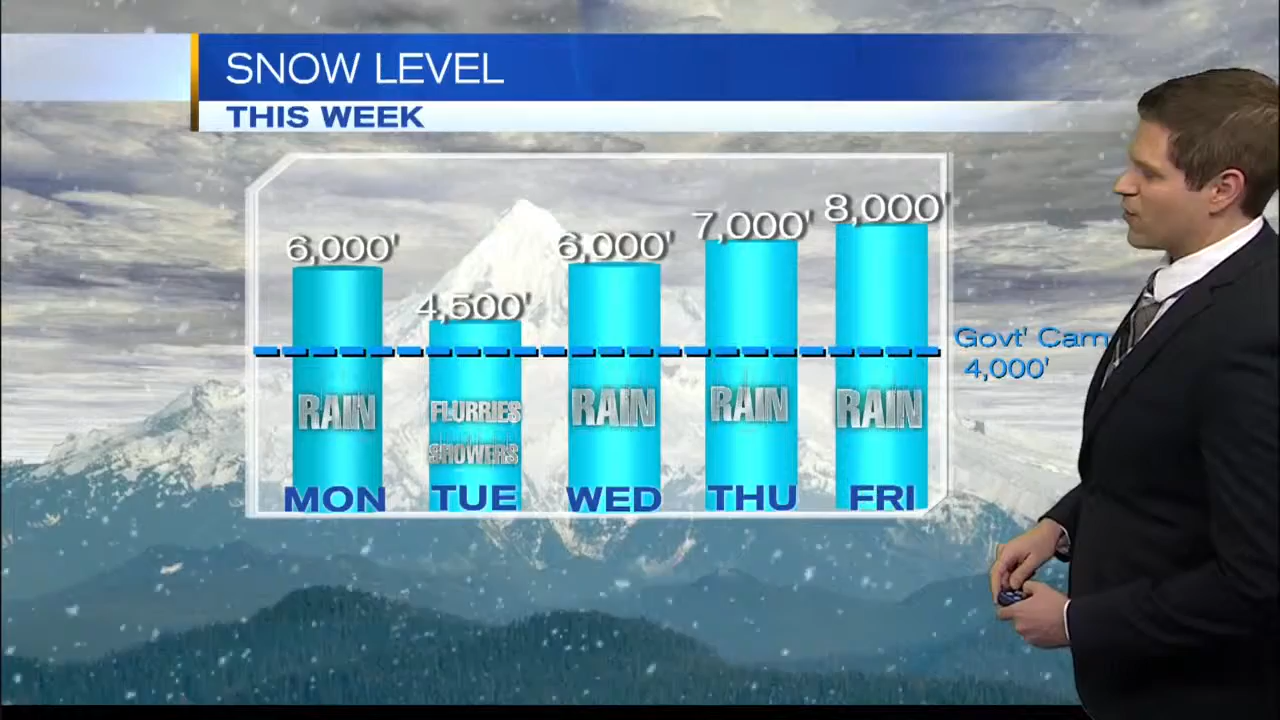 SNOW LEVEL
THIS WEEK
6,000' 4,500' 6,000' 7,000' 8,000'
Govt' Cam
4,000'
RAIN FLURRIES RAIN RAIN RAIN
SHOWERS
MON TUE WED THU FRI